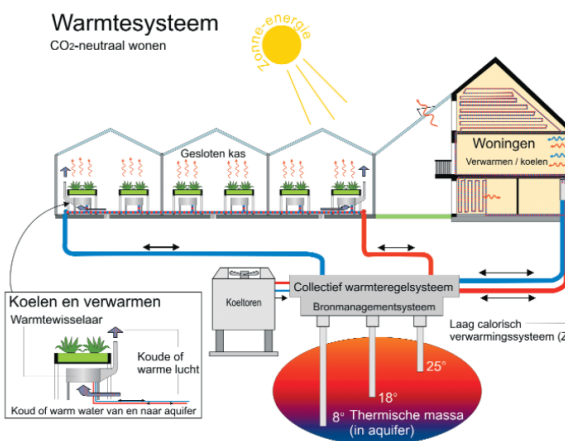 Warmtesysteem
CO2-neutraal wonen
Zonne-energie
Gesloten kas
Woningen
Verwarmen / koelen
Koelen en verwarmen
Warmtewisselaar
Koude of
warme lucht
Koud of warm water van en naar aquifer
Koeltoren
Collectief warmteregelsysteem
Bronmanagementsysteem
Laag calorisch
verwarmingssysteem (Z
25°
18°
8° Thermische massa
(in aquifer)